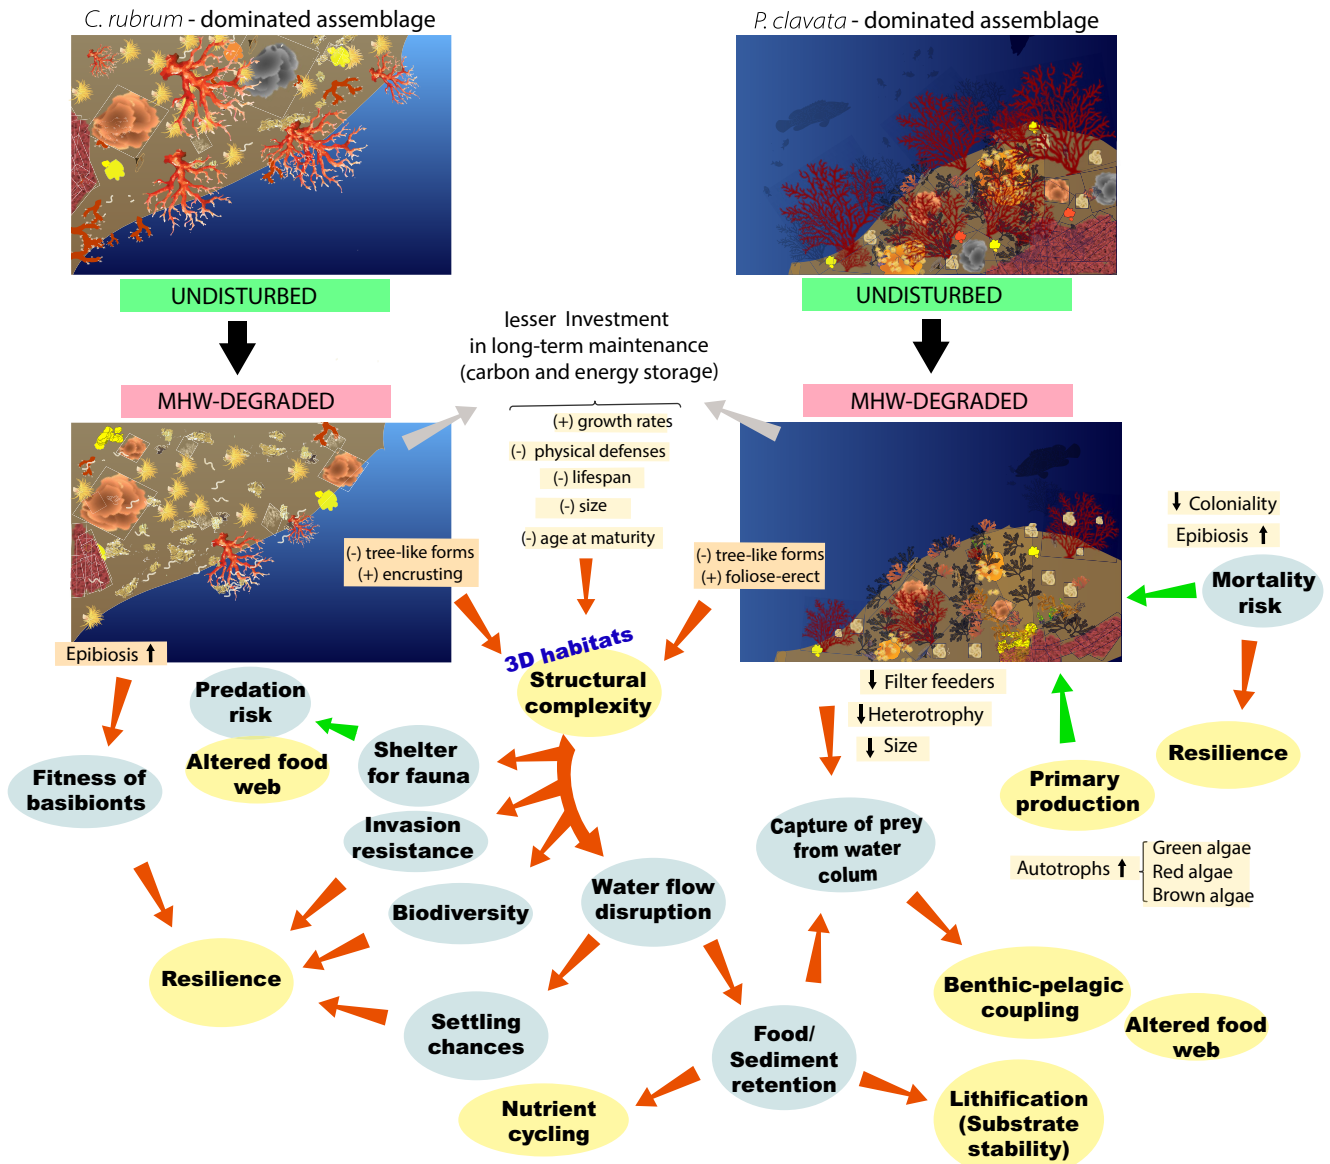 C. rubrum - dominated assemblage
P. clavata - dominated assemblage
UNDISTURBED
UNDISTURBED
lesser Investment
in long-term maintenance
(carbon and energy storage)
MHW-DEGRADED
MHW-DEGRADED
(+) growth rates
(-) physical defenses
(-) lifespan
(-) size
(-) age at maturity
(-) tree-like forms
(+) encrusting
(-) tree-like forms
(+) foliose-erect
Coloniality
Epibiosis
Mortality
risk
Epibiosis
3D habitats
Structural
complexity
Predation
risk
Altered food
web
Shelter
for fauna
Fitness of
basibionts
Invasion
resistance
Biodiversity
Water flow
disruption
Resilience
Settling
chances
Food/
Sediment
retention
Nutrient
cycling
Filter feeders
Heterotrophy
Size
Capture of prey
from water
colum
Primary
production
Resilience
Autotrophs
Green algae
Red algae
Brown algae
Benthic-pelagic
coupling
Altered food
web
Lithification
(Substrate
stability)